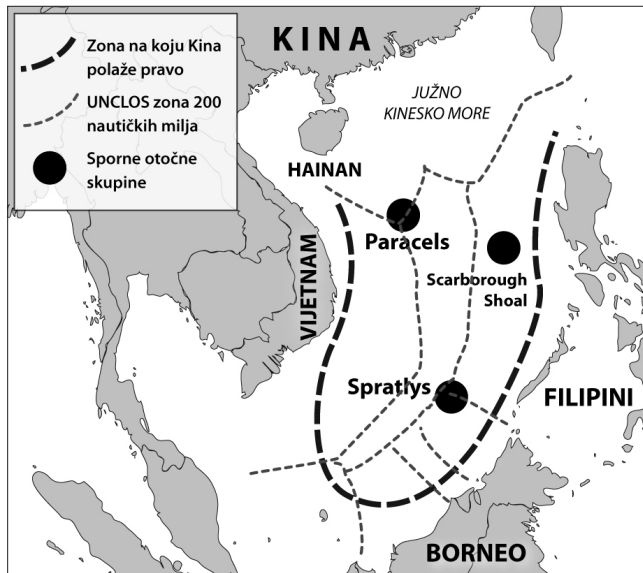 Zona na koju Kina
polaže pravo
UNCLOS zona 200
nautičkih milja
Sporne otočne
skupine
KINA
JUŽNO
KINESKO MORE
HAINAN
Paracels
VIJETNAM
Scarborough
Shoal
Spratlys
FILIPINI
BORNEO